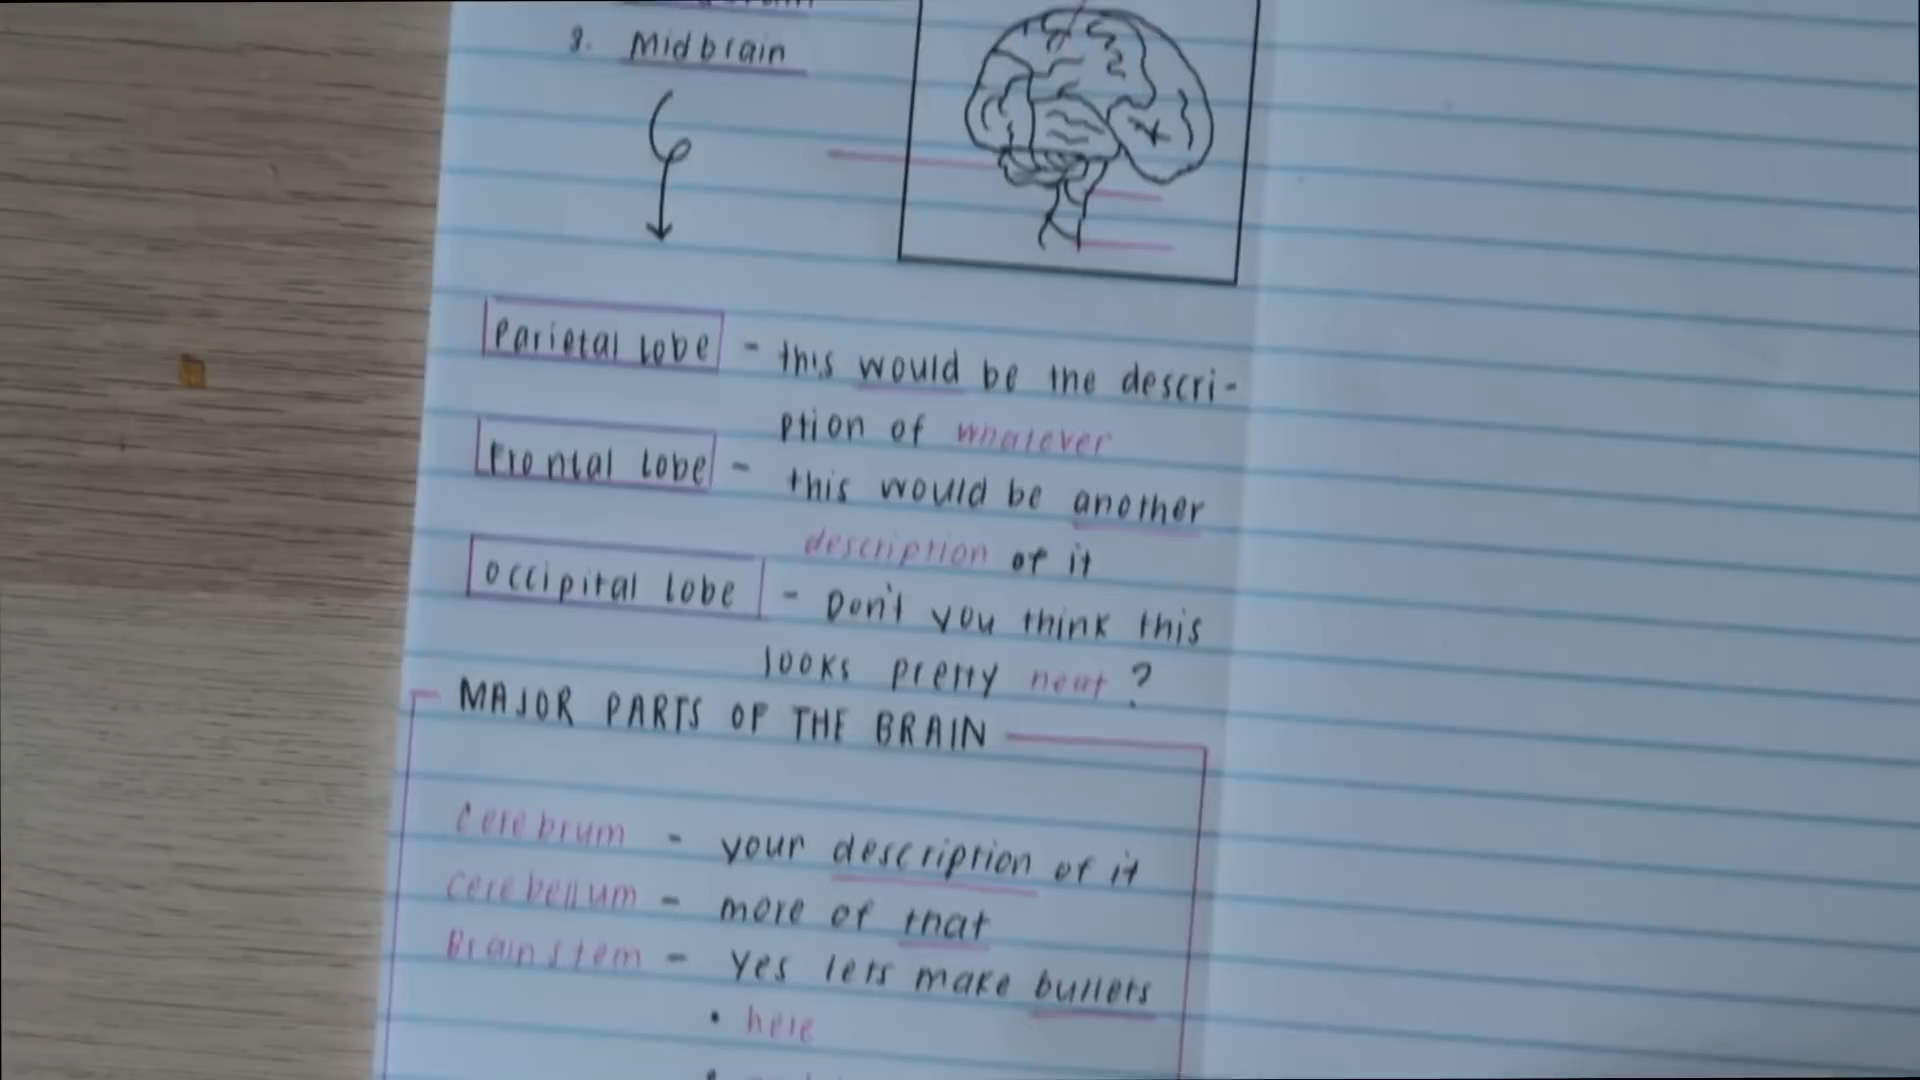 8. Midbrain
Parietal lobe - this would be the descri-
ption of whatever
Frontal lobe - this would be another
description of it
occipital lobe - Don't you think this
looks pretty neat?
MAJOR PARTS OF THE BRAIN
cerebrum - your description of it
cerebellum - more of that
Brainstem - yes lets make bullets
• here